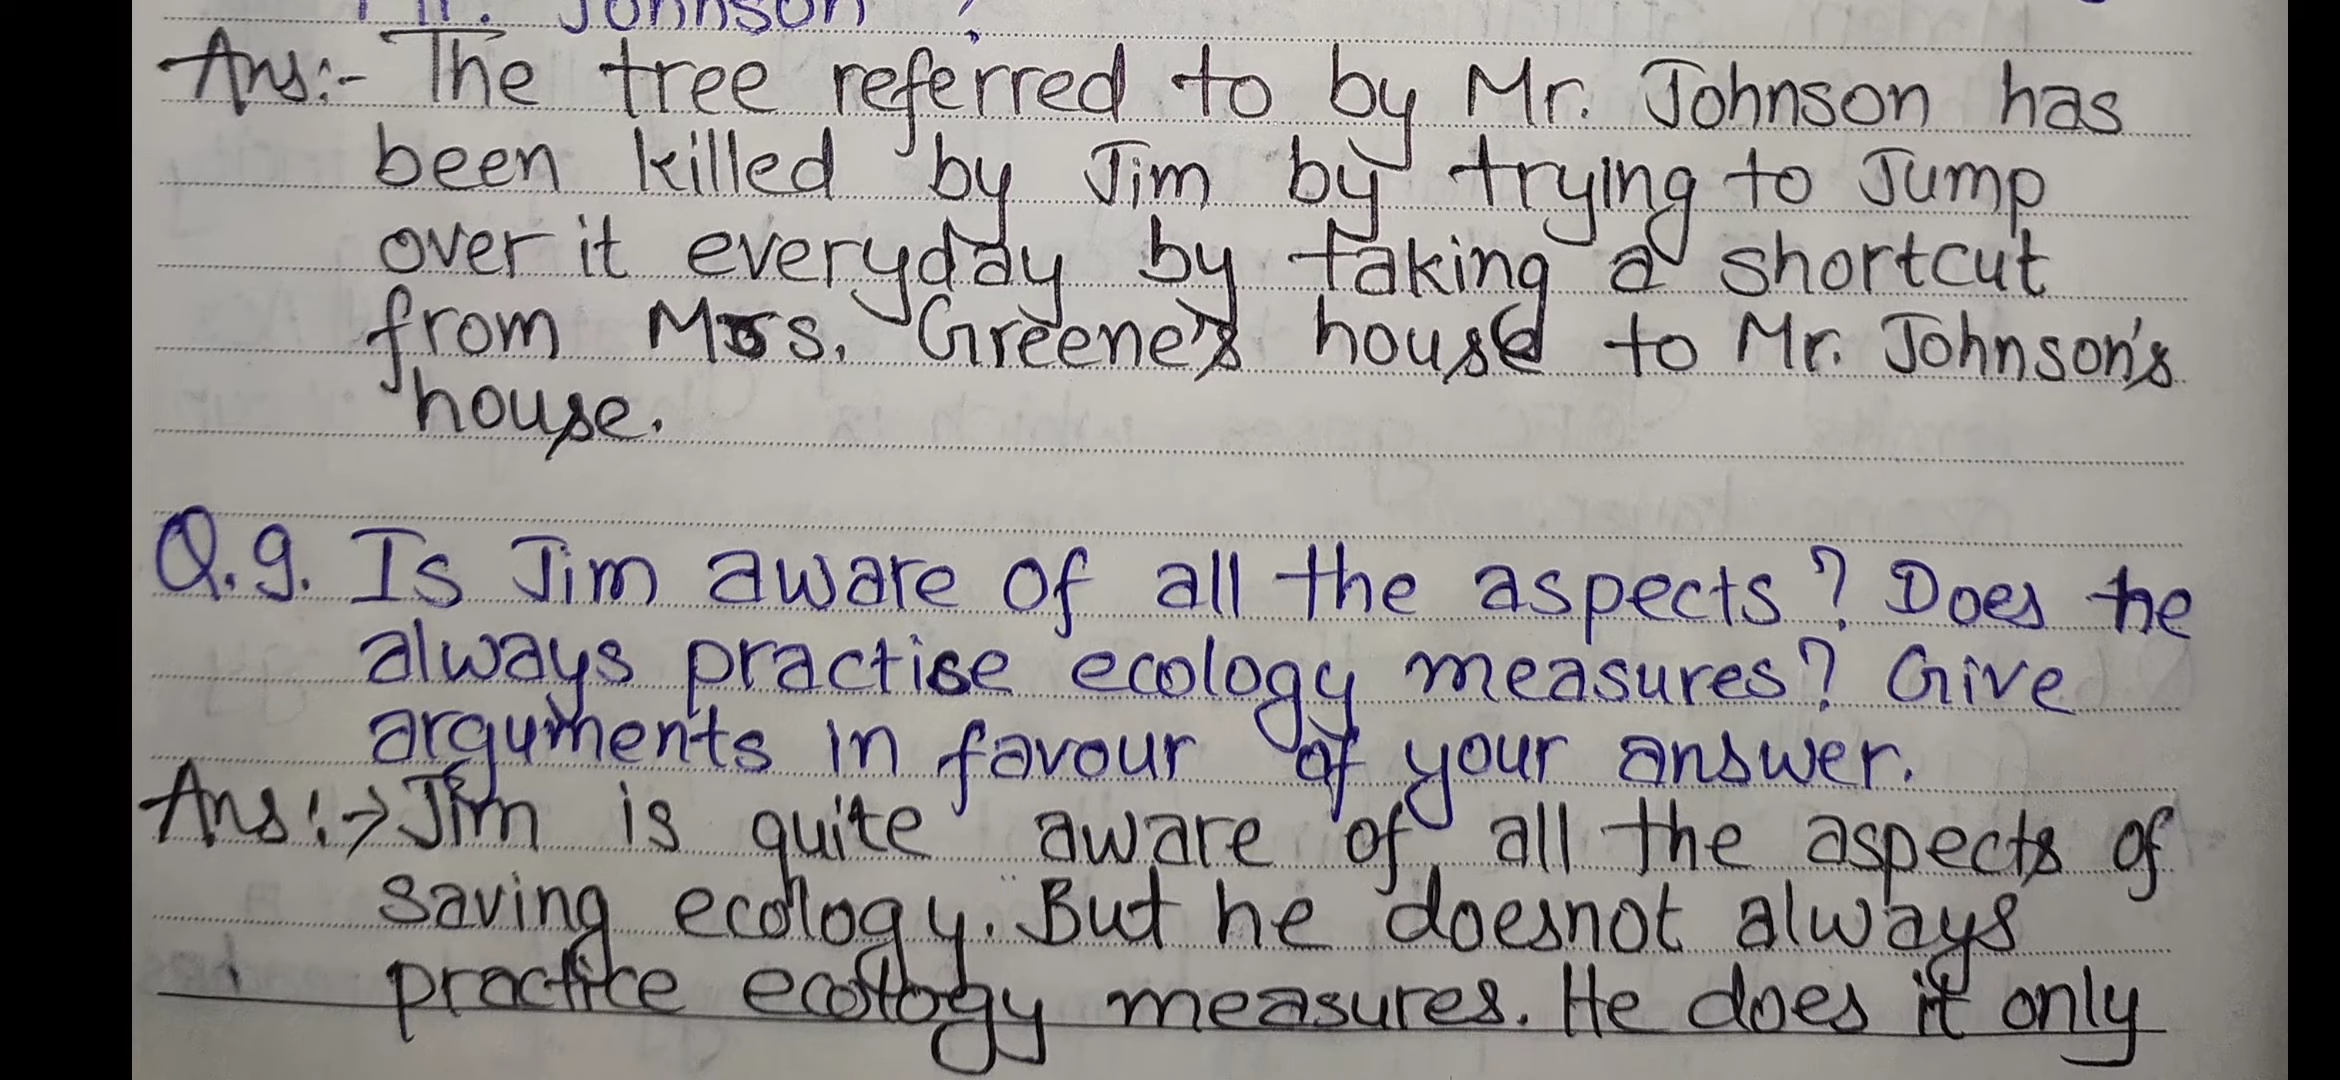 Mr. Johnson ?
Ans:- The tree referred to by Mr. Johnson has
been killed by Jim by trying to Jump
over it everyday by taking a shortcut
from Mrs. Greene's house to Mr. Johnson's
house.
Q.9. Is Jim aware of all the aspects? Does he
always practise ecology measures? Give
arguments in favour of your answer.
Ans:→ Jim is quite aware of all the aspects of
saving ecology. But he doesnot always
practice ecology measures. He does it only